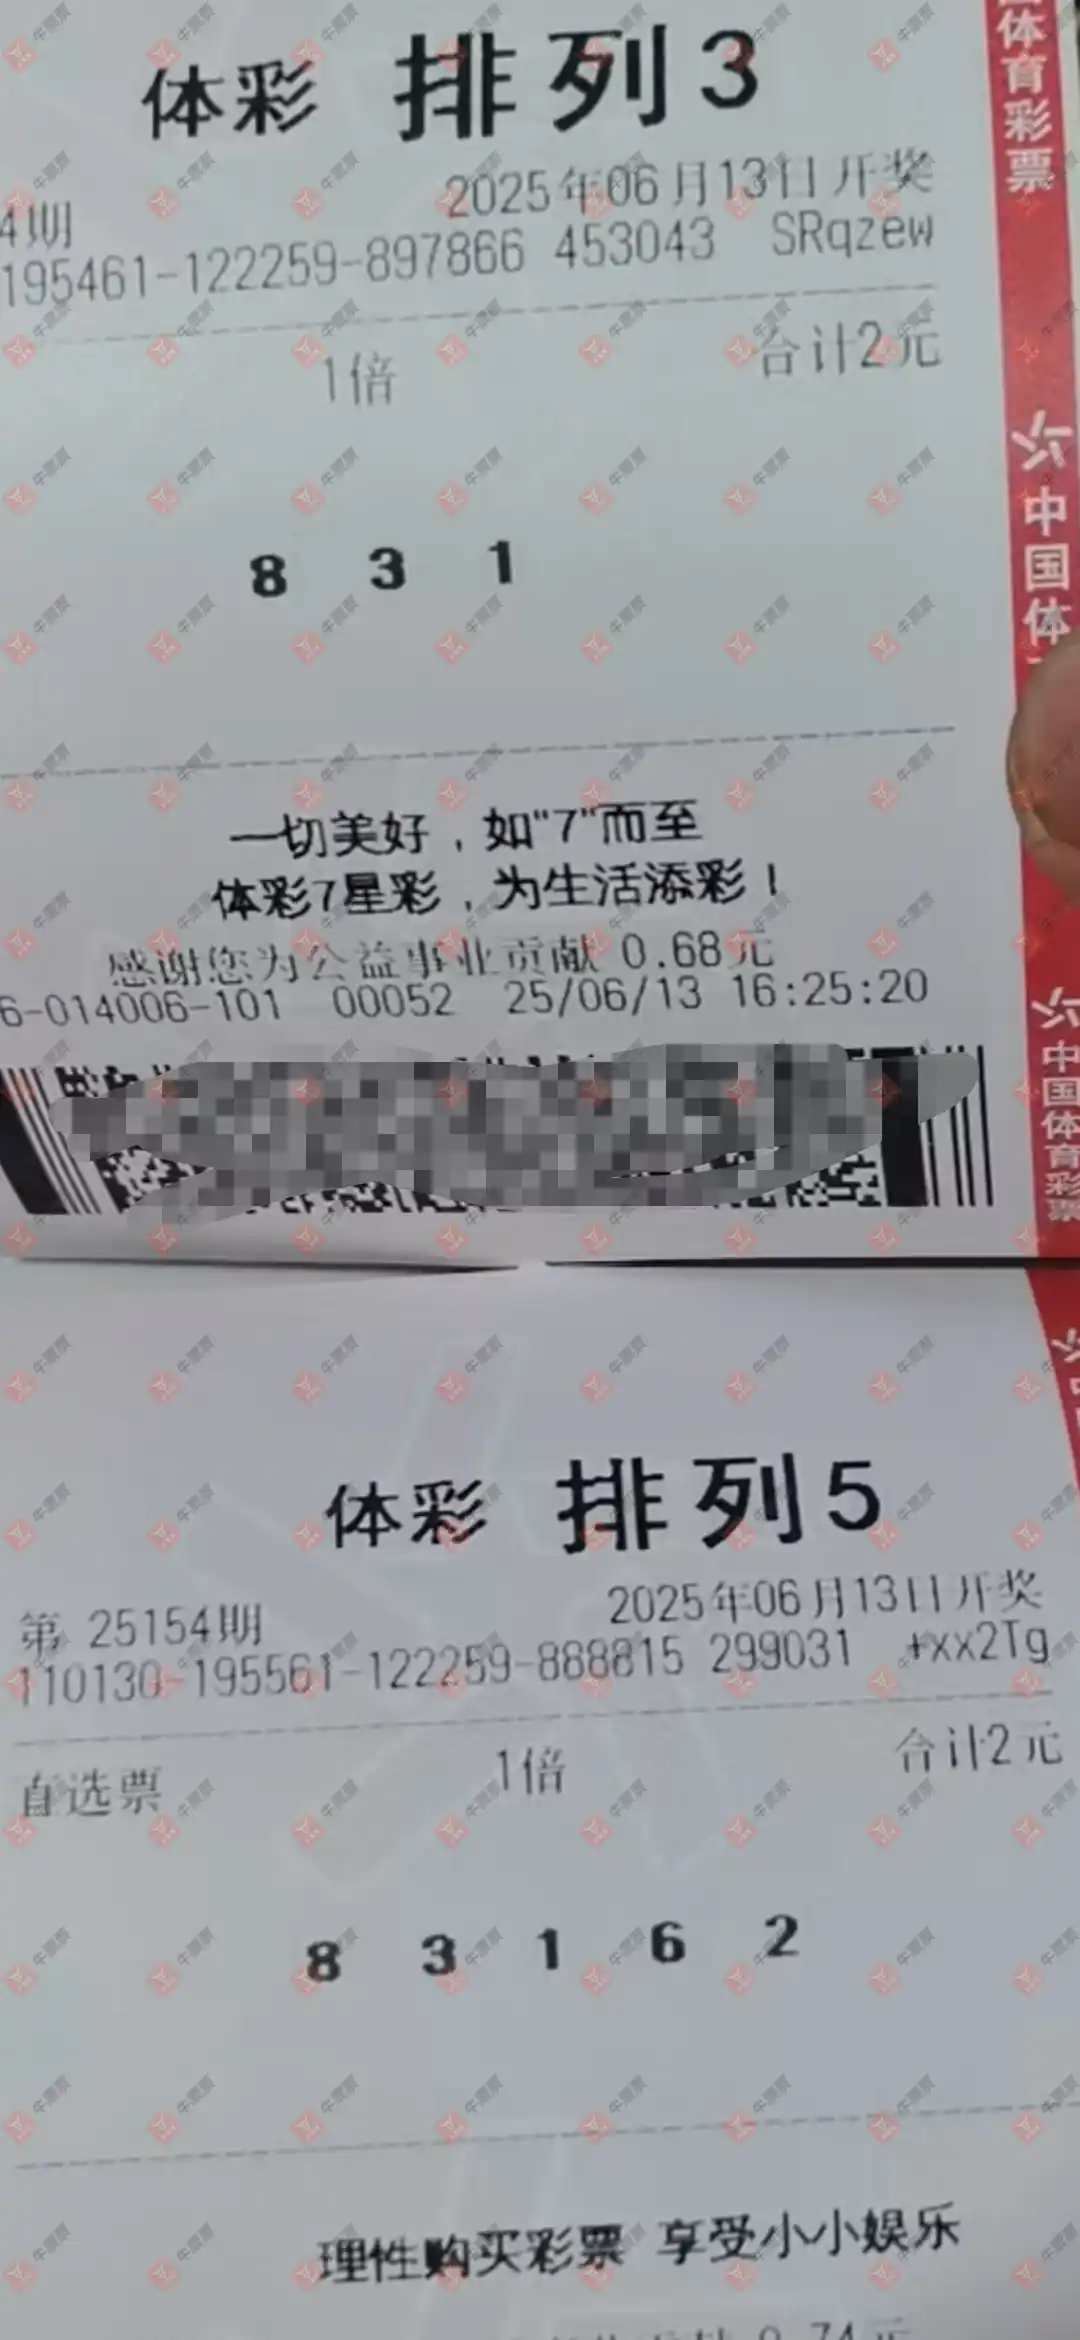 体彩 排列3
2025年06月13日开奖
4期
195461-122259-897866 453043 SRqzew
1倍 合计2元
8 3 1
一切美好，如"7"而至
体彩7星彩，为生活添彩！
感谢您为公益事业贡献 0.68元
6-014006-101 00052 25/06/13 16:25:20
体育彩票
中国体
中国体育彩票
体彩 排列5
第 25154期 2025年06月13日开奖
110130-195561-122259-888815 299031 +xx2Tg
自选票 1倍 合计2元
8 3 1 6 2
理性购买彩票 享受小小娱乐
0.74元
牛票票